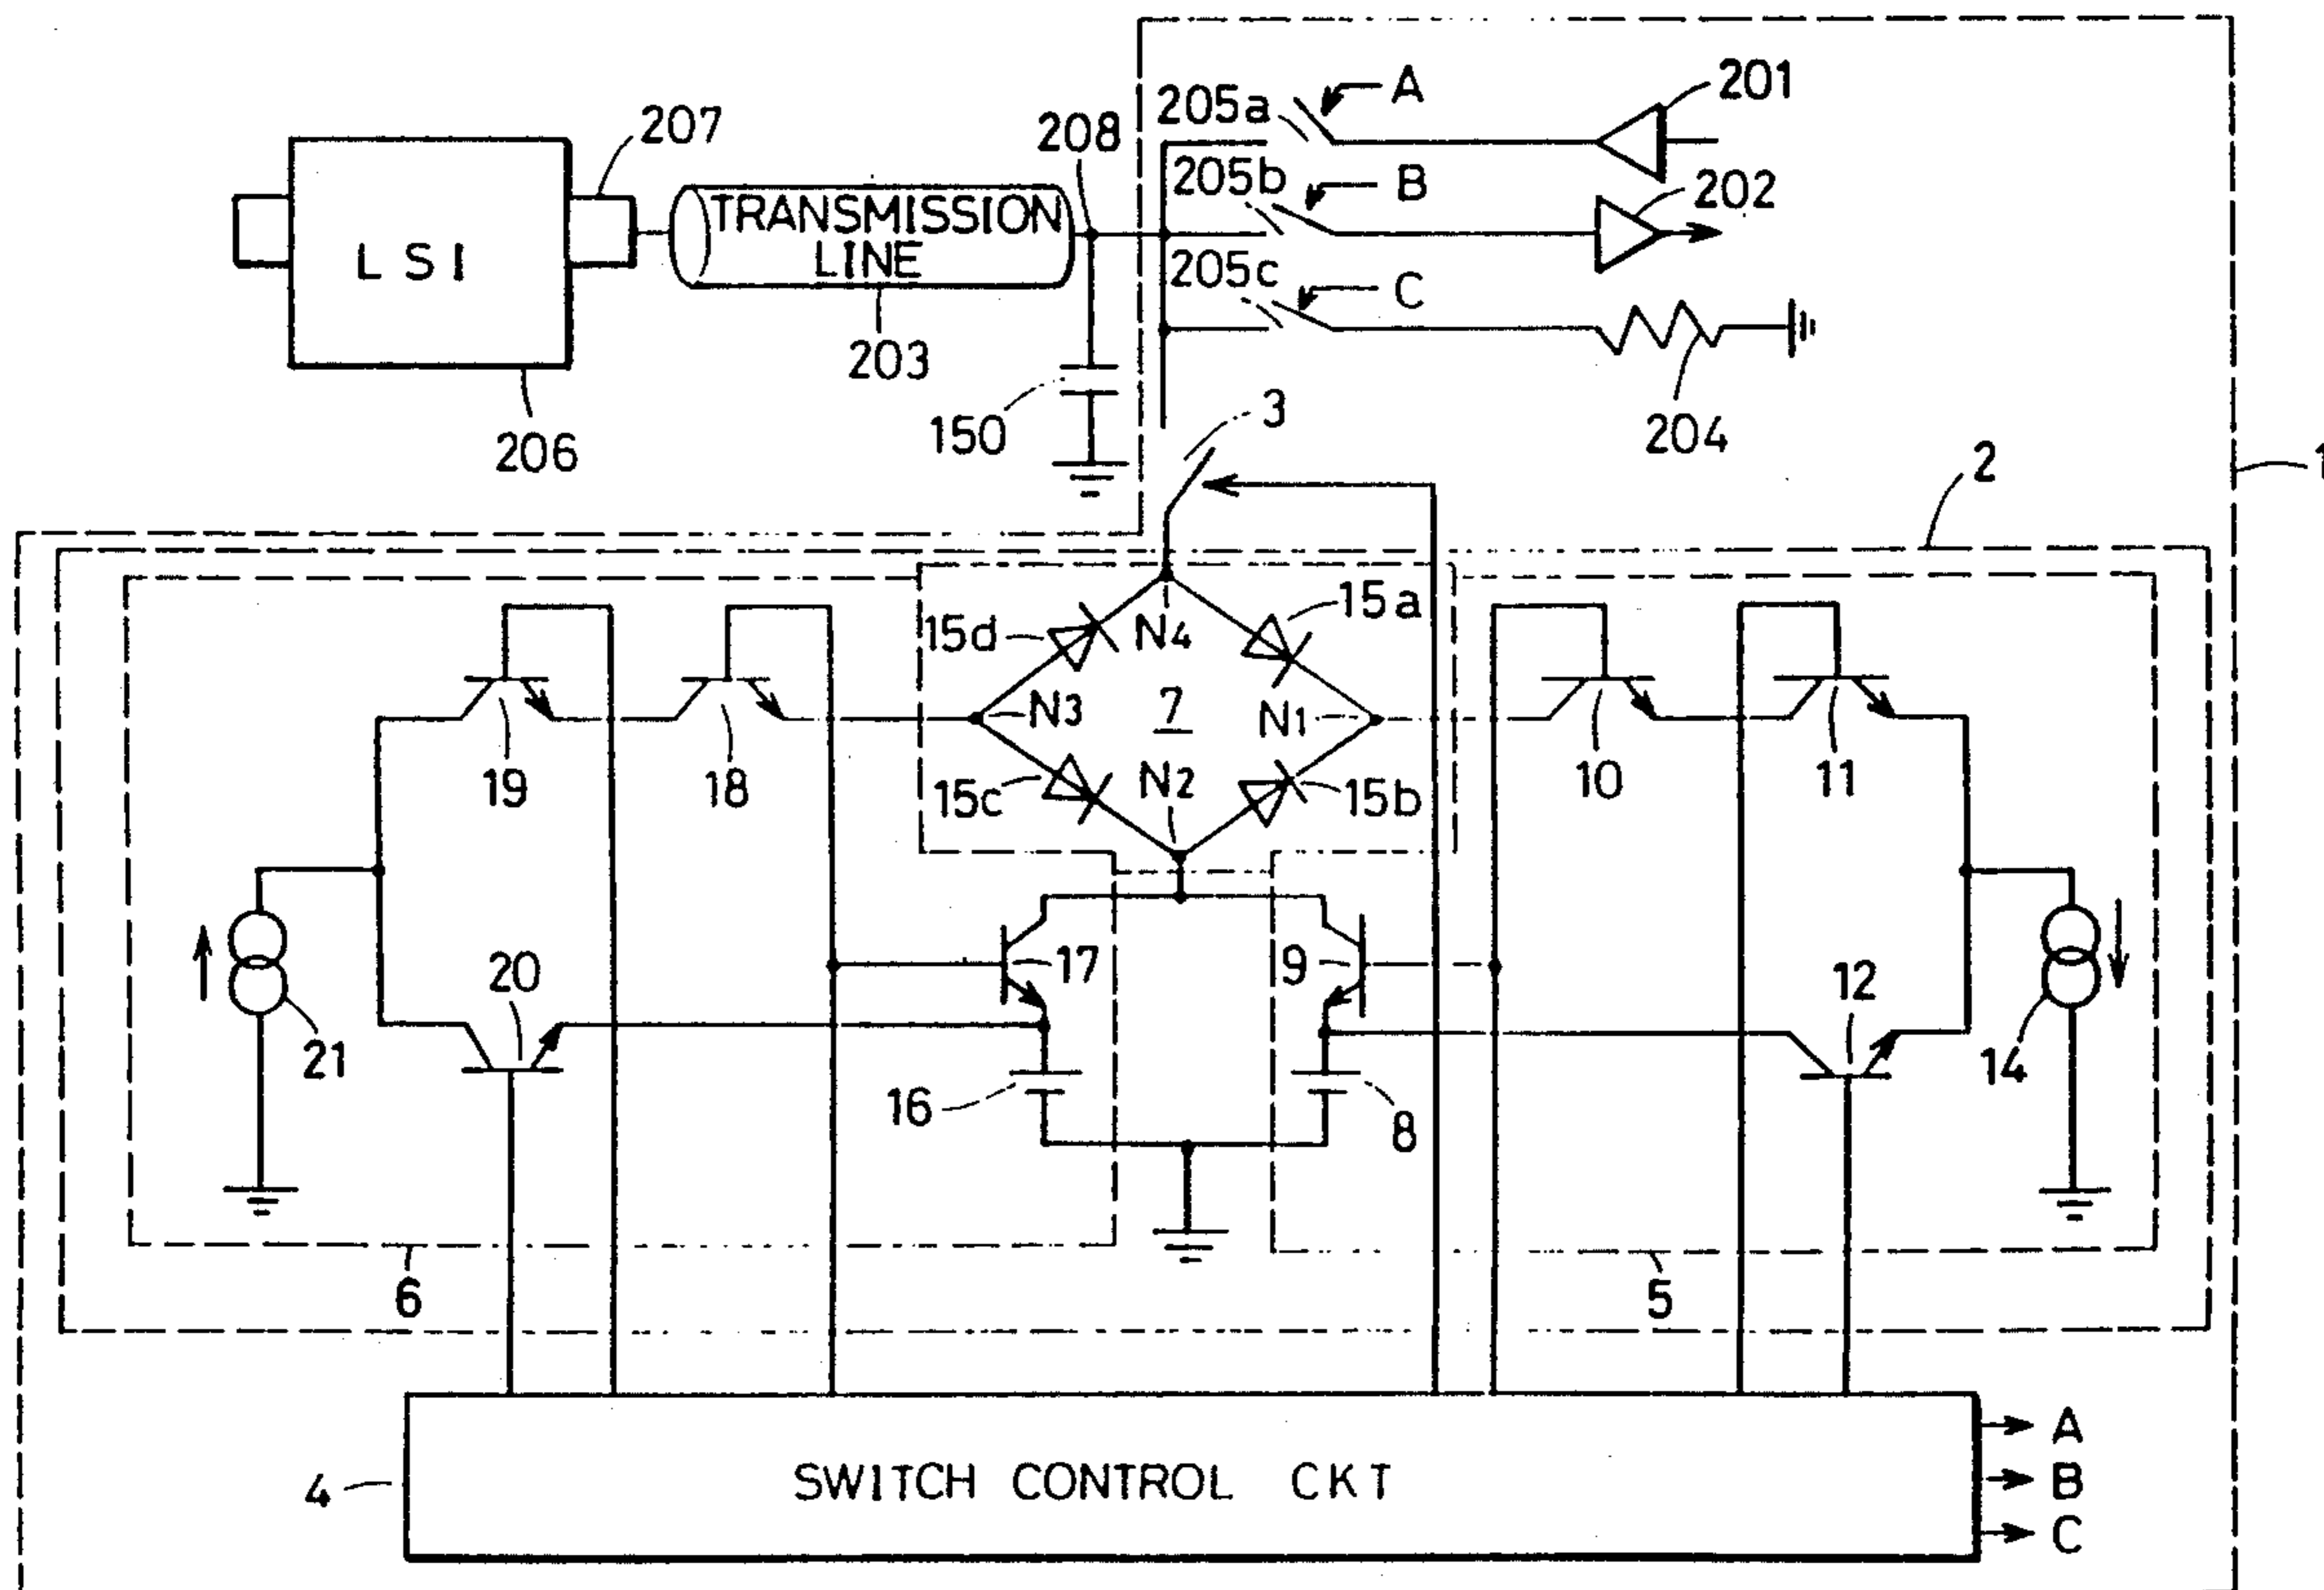 A
201
205a
207
208
205b
B
202
TRANSMISSION
LINE
LSI
205c
C
203
3
150
204
206
2
1
15a
15d
N4
N3
7
N1
19
18
15c
N2
15b
10
11
20
17
9
12
21
16
8
14
6
5
4
SWITCH CONTROL CKT
A
B
C